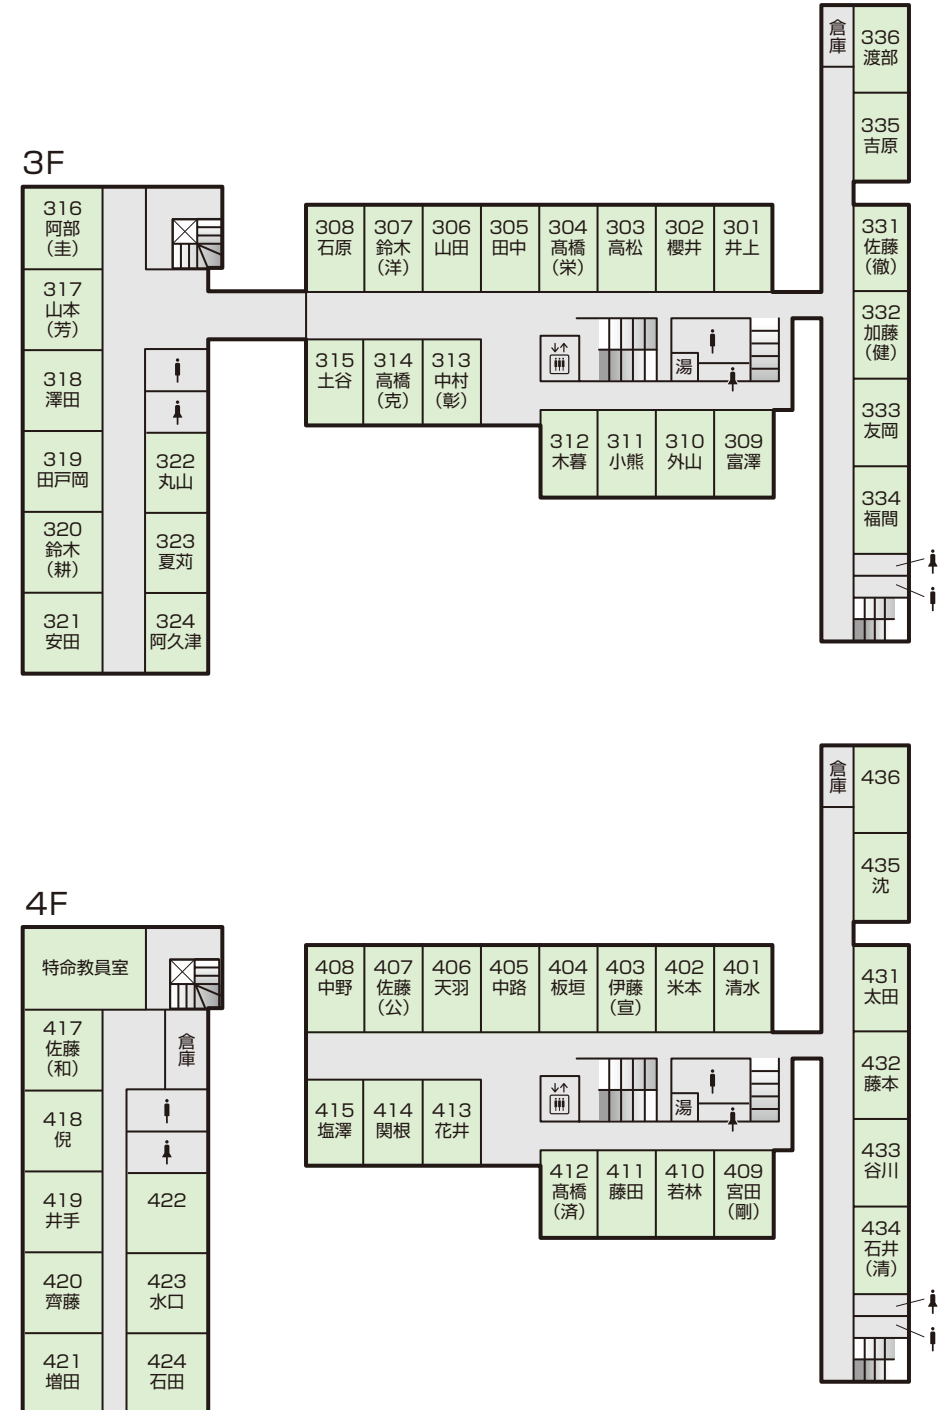 3F
316
阿部
（圭）
317
山本
（芳）
318
澤田
319
田戸岡
320
鈴木
（耕）
321
安田
322
丸山
323
夏苅
324
阿久津
308
石原
307
鈴木
（洋）
306
山田
305
田中
304
髙橋
（栄）
303
高松
302
櫻井
301
井上
315
土谷
314
高橋
（克）
313
中村
（彰）
湯
312
木暮
311
小熊
310
外山
309
富澤
倉庫
336
渡部
335
吉原
331
佐藤
（徹）
332
加藤
（健）
333
友岡
334
福間
4F
特命教員室
417
佐藤
（和）
倉庫
418
倪
419
井手
420
齊藤
421
増田
422
423
水口
424
石田
408
中野
407
佐藤
（公）
406
天羽
405
中路
404
板垣
403
伊藤
（宣）
402
米本
401
清水
415
塩澤
414
関根
413
花井
湯
412
髙橋
（済）
411
藤田
410
若林
409
宮田
（剛）
倉庫
436
435
沈
431
太田
432
藤本
433
谷川
434
石井
（清）